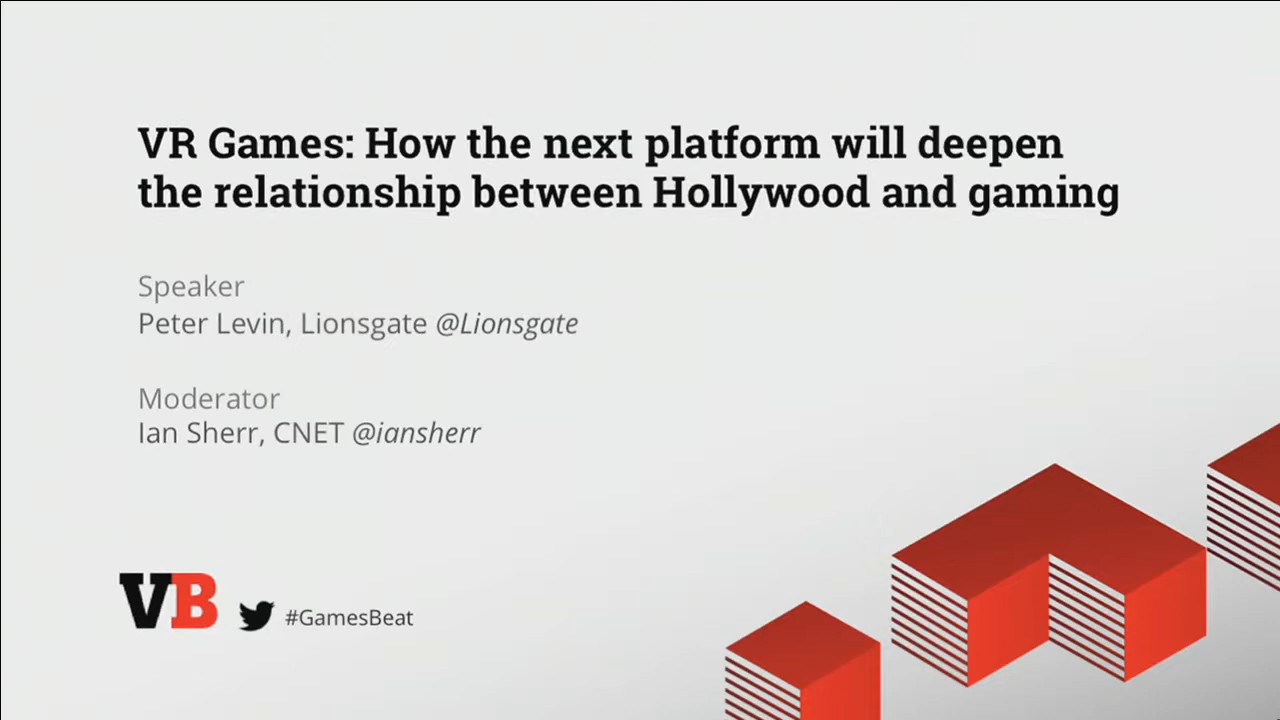 VR Games: How the next platform will deepen
the relationship between Hollywood and gaming
Speaker
Peter Levin, Lionsgate @Lionsgate
Moderator
Ian Sherr, CNET @iansherr
VB #GamesBeat